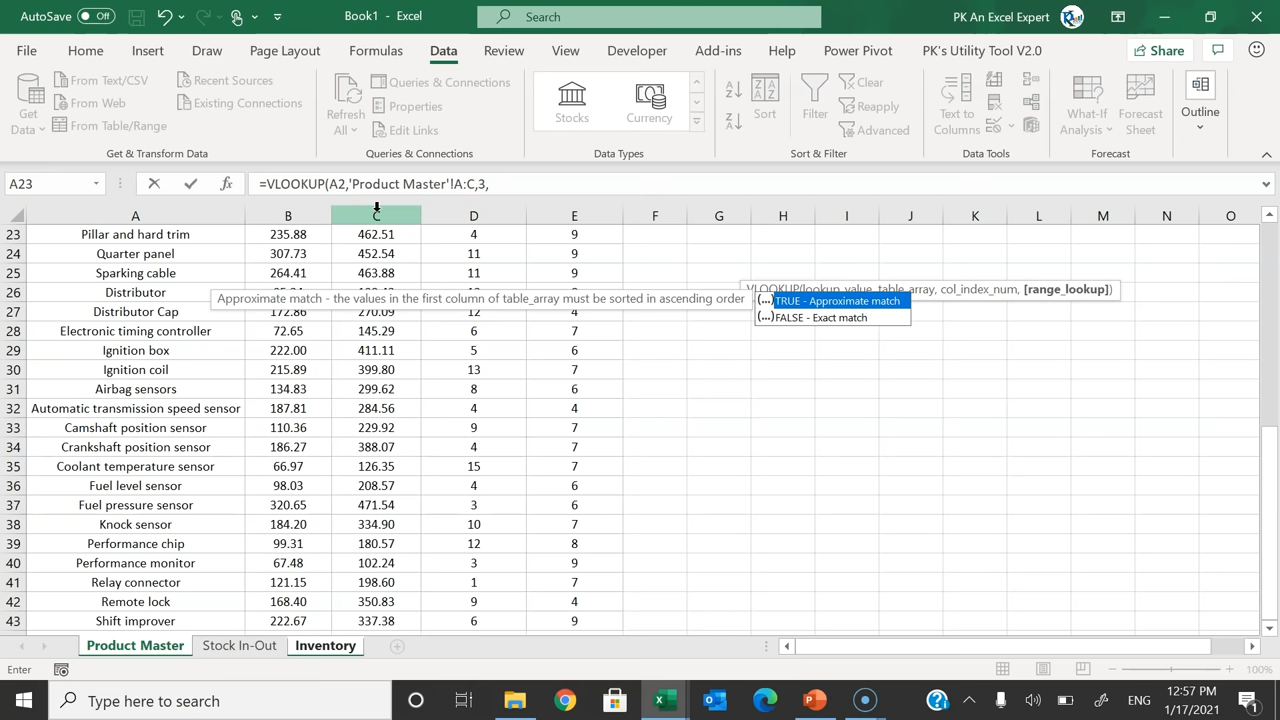 AutoSave Off Book1 - Excel Search PK An Excel Expert
File Home Insert Draw Page Layout Formulas Data Review View Developer Add-ins Help Power Pivot PK's Utility Tool V2.0 Share
Get Data
From Text/CSV
From Web
From Table/Range
Recent Sources
Existing Connections
Get & Transform Data
Refresh All
Queries & Connections
Properties
Edit Links
Queries & Connections
Stocks
Currency
Data Types
Sort
Filter
Clear
Reapply
Advanced
Sort & Filter
Text to Columns
Data Tools
What-If Analysis
Forecast Sheet
Forecast
Outline
A23 fx =VLOOKUP(A2,'Product Master'!A:C,3,
A B C D E F G H I J K L M N O
23 Pillar and hard trim 235.88 462.51 4 9
24 Quarter panel 307.73 452.54 11 9
25 Sparking cable 264.41 463.88 11 9
VLOOKUP(lookup_value, table_array, col_index_num, [range_lookup])
26 Distributor
Approximate match - the values in the first column of table_array must be sorted in ascending order
(...) TRUE - Approximate match
(...) FALSE - Exact match
27 Distributor Cap 172.86 270.09 12 4
28 Electronic timing controller 72.65 145.29 6 7
29 Ignition box 222.00 411.11 5 6
30 Ignition coil 215.89 399.80 13 7
31 Airbag sensors 134.83 299.62 8 6
32 Automatic transmission speed sensor 187.81 284.56 4 4
33 Camshaft position sensor 110.36 229.92 9 7
34 Crankshaft position sensor 186.27 388.07 4 7
35 Coolant temperature sensor 66.97 126.35 15 7
36 Fuel level sensor 98.03 208.57 4 6
37 Fuel pressure sensor 320.65 471.54 3 6
38 Knock sensor 184.20 334.90 10 7
39 Performance chip 99.31 180.57 12 8
40 Performance monitor 67.48 102.24 3 9
41 Relay connector 121.15 198.60 1 7
42 Remote lock 168.40 350.83 9 4
43 Shift improver 222.67 337.38 6 9
Product Master Stock In-Out Inventory
Enter 100%
Type here to search ENG 12:57 PM
1/17/2021 1